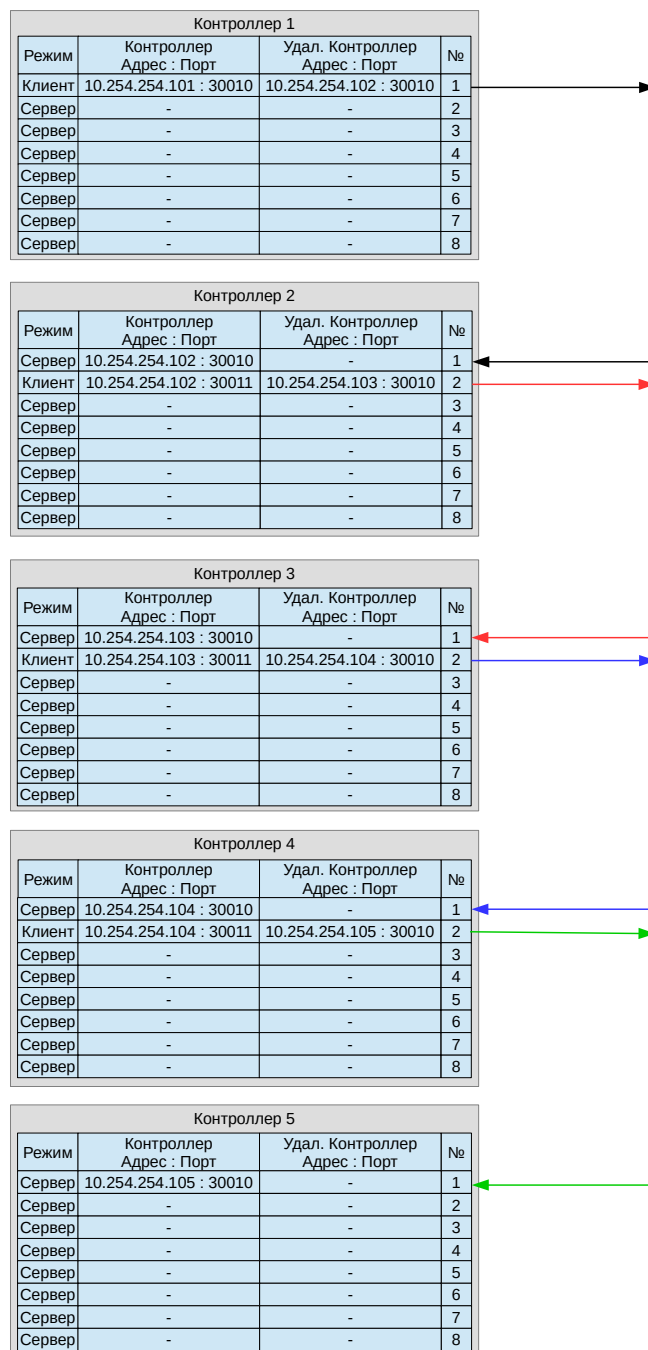 Контроллер 1
Режим Контроллер Адрес : Порт Удал. Контроллер Адрес : Порт №
Клиент 10.254.254.101 : 30010 10.254.254.102 : 30010 1
Сервер - - 2
Сервер - - 3
Сервер - - 4
Сервер - - 5
Сервер - - 6
Сервер - - 7
Сервер - - 8
Контроллер 2
Режим Контроллер Адрес : Порт Удал. Контроллер Адрес : Порт №
Сервер 10.254.254.102 : 30010 - 1
Клиент 10.254.254.102 : 30011 10.254.254.103 : 30010 2
Сервер - - 3
Сервер - - 4
Сервер - - 5
Сервер - - 6
Сервер - - 7
Сервер - - 8
Контроллер 3
Режим Контроллер Адрес : Порт Удал. Контроллер Адрес : Порт №
Сервер 10.254.254.103 : 30010 - 1
Клиент 10.254.254.103 : 30011 10.254.254.104 : 30010 2
Сервер - - 3
Сервер - - 4
Сервер - - 5
Сервер - - 6
Сервер - - 7
Сервер - - 8
Контроллер 4
Режим Контроллер Адрес : Порт Удал. Контроллер Адрес : Порт №
Сервер 10.254.254.104 : 30010 - 1
Клиент 10.254.254.104 : 30011 10.254.254.105 : 30010 2
Сервер - - 3
Сервер - - 4
Сервер - - 5
Сервер - - 6
Сервер - - 7
Сервер - - 8
Контроллер 5
Режим Контроллер Адрес : Порт Удал. Контроллер Адрес : Порт №
Сервер 10.254.254.105 : 30010 - 1
Сервер - - 2
Сервер - - 3
Сервер - - 4
Сервер - - 5
Сервер - - 6
Сервер - - 7
Сервер - - 8